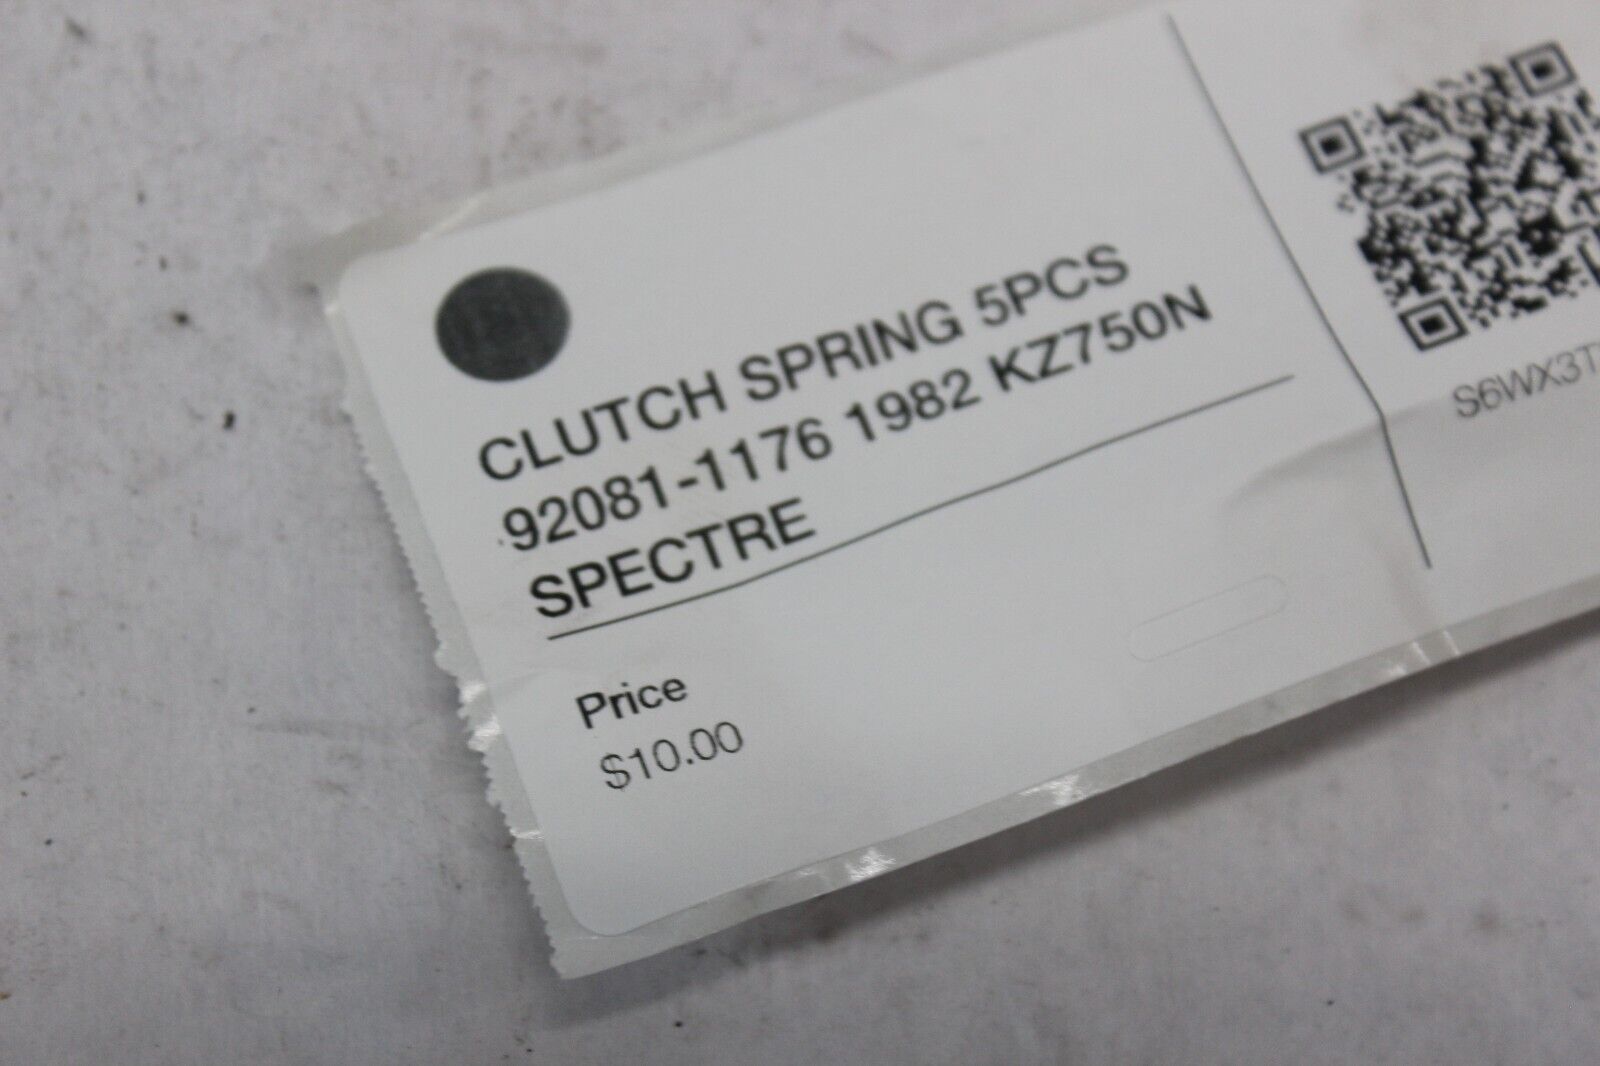 CLUTCH SPRING 5PCS
92081-1176 1982 KZ750N
SPECTRE
Price
$10.00
S6WX3T